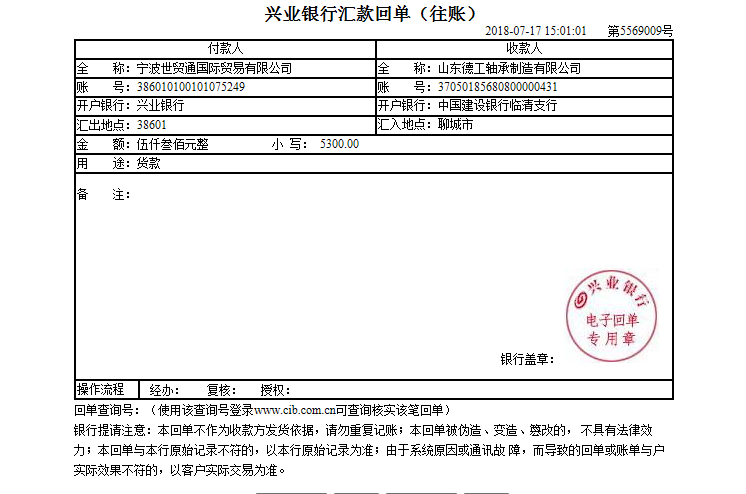 兴业银行汇款回单（往账）
2018-07-17 15:01:01 第5569009号
付款人 收款人
全 称：宁波世贸通国际贸易有限公司 全 称：山东德工轴承制造有限公司
账 号：386010100101075249 账 号：37050185680800000431
开户银行：兴业银行 开户银行：中国建设银行临清支行
汇出地点：38601 汇入地点：聊城市
金 额：伍仟叁佰元整 小 写： 5300.00
用 途：货款
备 注：
兴业银行
电子回单
专用章
银行盖章：
操作流程 经办： 复核： 授权：
回单查询号：（使用该查询号登录www.cib.com.cn可查询核实该笔回单）
银行提请注意：本回单不作为收款方发货依据，请勿重复记账；本回单被伪造、变造、篡改的， 不具有法律效
力；本回单与本行原始记录不符的，以本行原始记录为准；由于系统原因或通讯故 障，而导致的回单或账单与户
实际效果不符的，以客户实际交易为准。